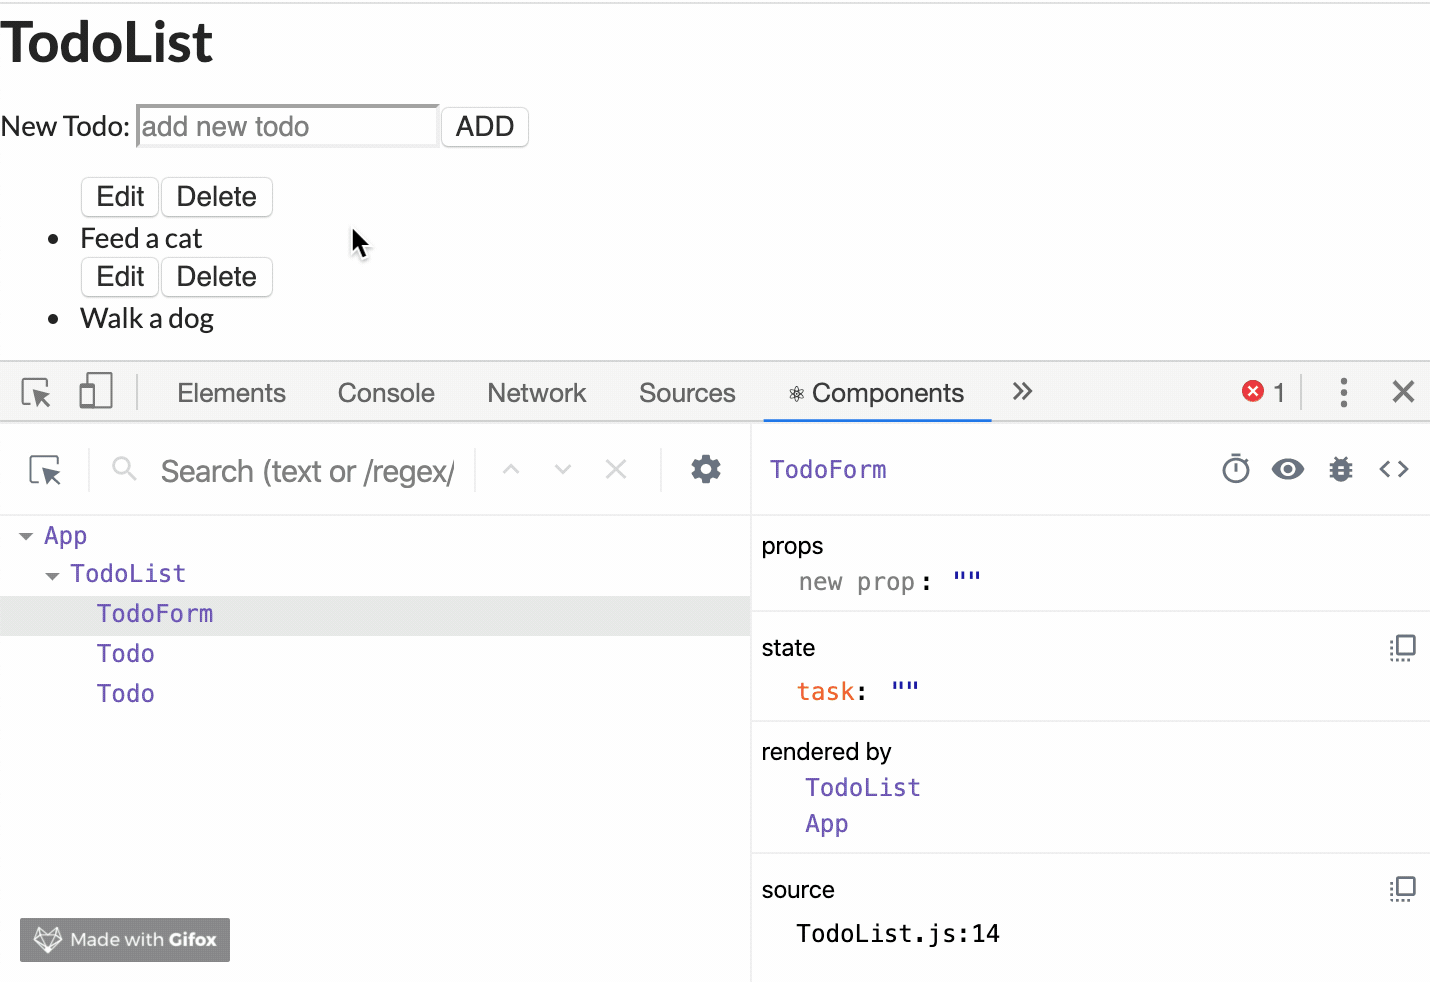 TodoList
New Todo: add new todo ADD
Edit Delete
Feed a cat
Edit Delete
Walk a dog
Elements Console Network Sources Components 1
Search (text or /regex/
App
TodoList
TodoForm
Todo
Todo
TodoForm
props
new prop: ""
state
task: ""
rendered by
TodoList
App
source
TodoList.js:14
Made with Gifox